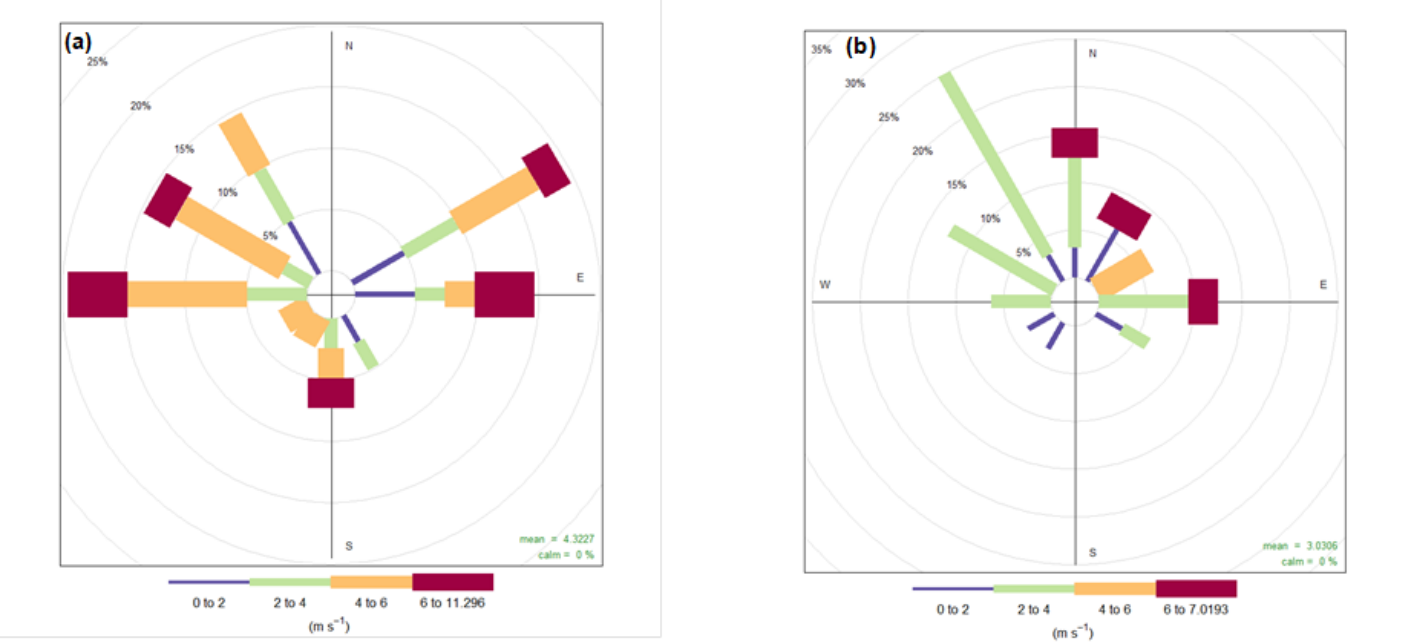 (a)
N
25%
20%
15%
10%
5%
E
S
mean = 4.3227
calm = 0 %
0 to 2 2 to 4 4 to 6 6 to 11.296
(m s⁻¹)
(b)
35%
N
30%
25%
20%
15%
10%
5%
W
E
S
mean = 3.0306
calm = 0 %
0 to 2 2 to 4 4 to 6 6 to 7.0193
(m s⁻¹)